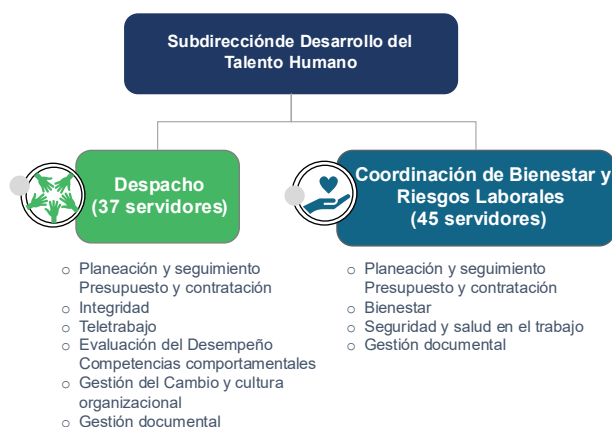 Subdirecciónde Desarrollo del
Talento Humano
Despacho
(37 servidores)
Coordinación de Bienestar y
Riesgos Laborales
(45 servidores)
o Planeación y seguimiento
Presupuesto y contratación
o Integridad
o Teletrabajo
o Evaluación del Desempeño
Competencias comportamentales
o Gestión del Cambio y cultura
organizacional
o Gestión documental
o Planeación y seguimiento
Presupuesto y contratación
o Bienestar
o Seguridad y salud en el trabajo
o Gestión documental